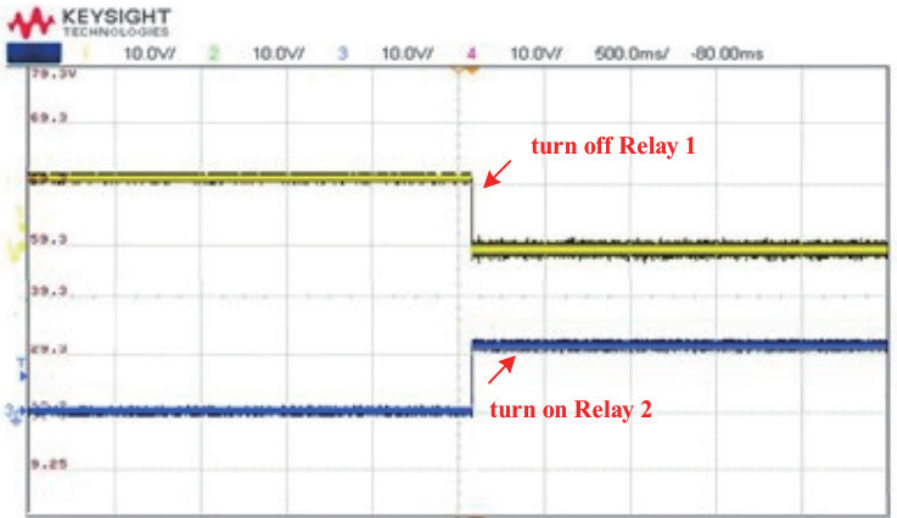 KEYSIGHT
TECHNOLOGIES
1 10.0V/ 2 10.0V/ 3 10.0V/ 4 10.0V/ 500.0ms/ -80.00ms
79.3V
69.3
turn off Relay 1
59.3
39.3
29.3
turn on Relay 2
9.25